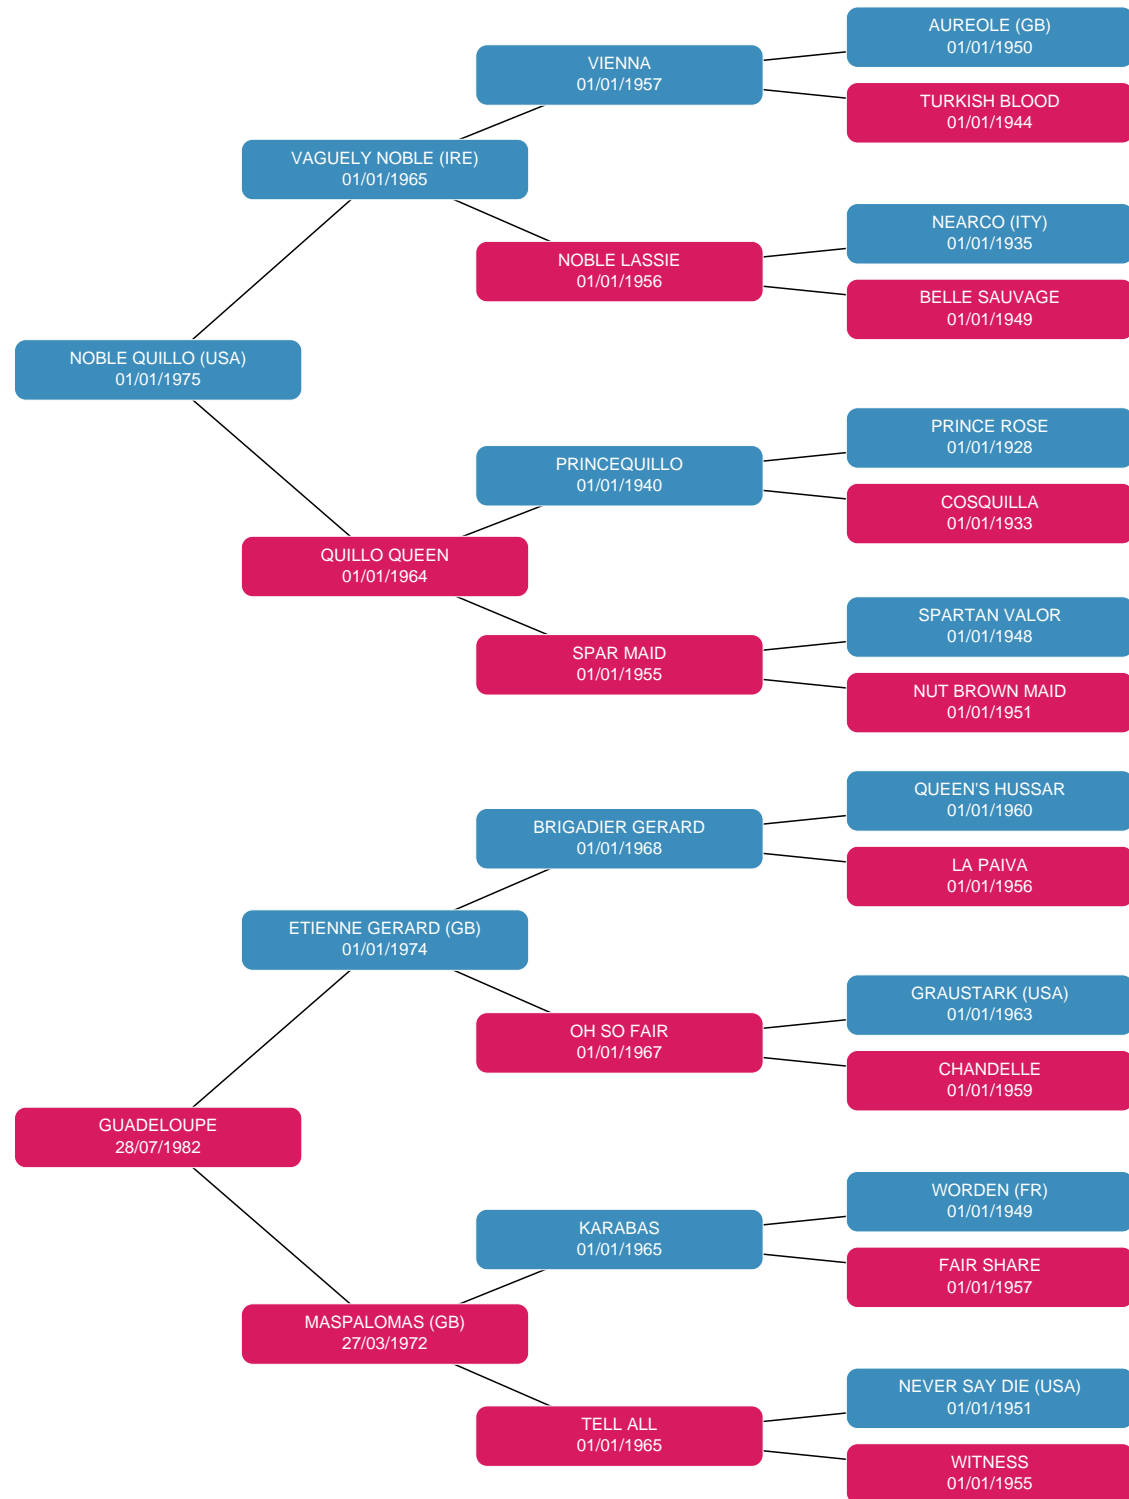 AUREOLE (GB)
01/01/1950
VIENNA
01/01/1957
TURKISH BLOOD
01/01/1944
VAGUELY NOBLE (IRE)
01/01/1965
NEARCO (ITY)
01/01/1935
NOBLE LASSIE
01/01/1956
BELLE SAUVAGE
01/01/1949
NOBLE QUILLO (USA)
01/01/1975
PRINCE ROSE
01/01/1928
PRINCEQUILLO
01/01/1940
COSQUILLA
01/01/1933
QUILLO QUEEN
01/01/1964
SPARTAN VALOR
01/01/1948
SPAR MAID
01/01/1955
NUT BROWN MAID
01/01/1951
QUEEN'S HUSSAR
01/01/1960
BRIGADIER GERARD
01/01/1968
LA PAIVA
01/01/1956
ETIENNE GERARD (GB)
01/01/1974
GRAUSTARK (USA)
01/01/1963
OH SO FAIR
01/01/1967
CHANDELLE
01/01/1959
GUADELOUPE
28/07/1982
WORDEN (FR)
01/01/1949
KARABAS
01/01/1965
FAIR SHARE
01/01/1957
MASPALOMAS (GB)
27/03/1972
NEVER SAY DIE (USA)
01/01/1951
TELL ALL
01/01/1965
WITNESS
01/01/1955